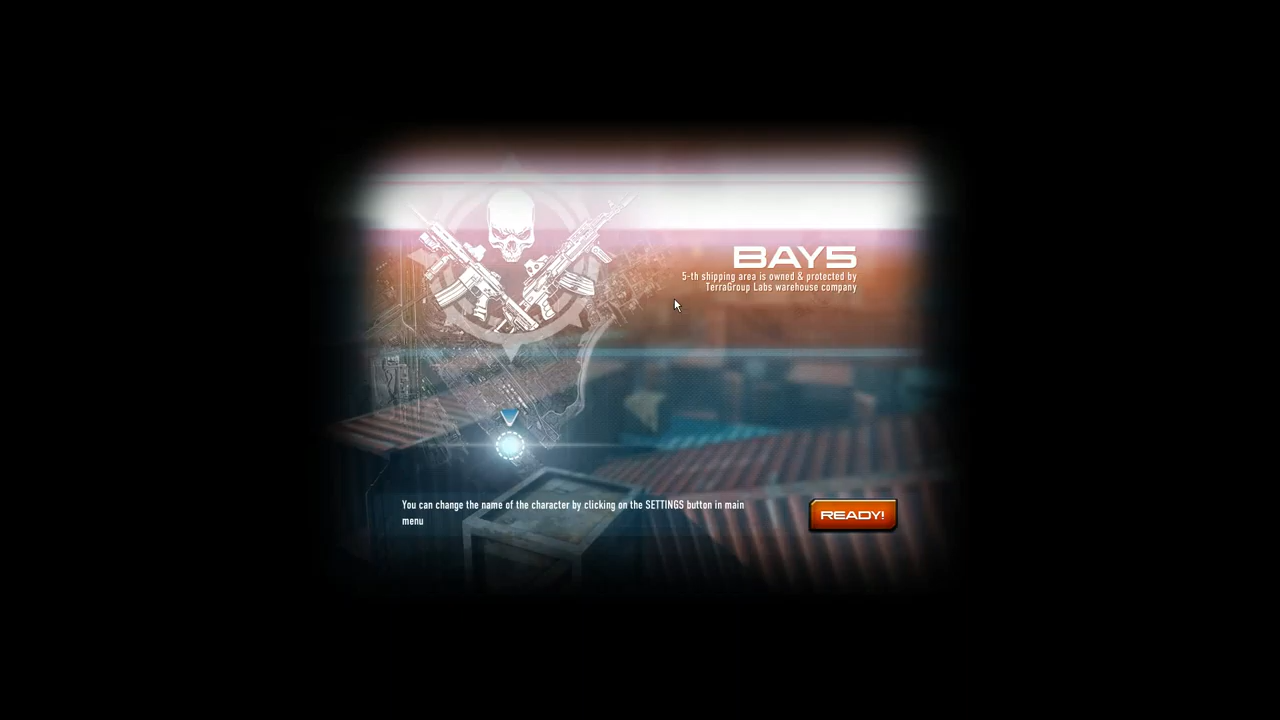 BAY5
5-th shipping area is owned & protected by
TerraGroup Labs warehouse company
You can change the name of the character by clicking on the SETTINGS button in main
menu
READY!